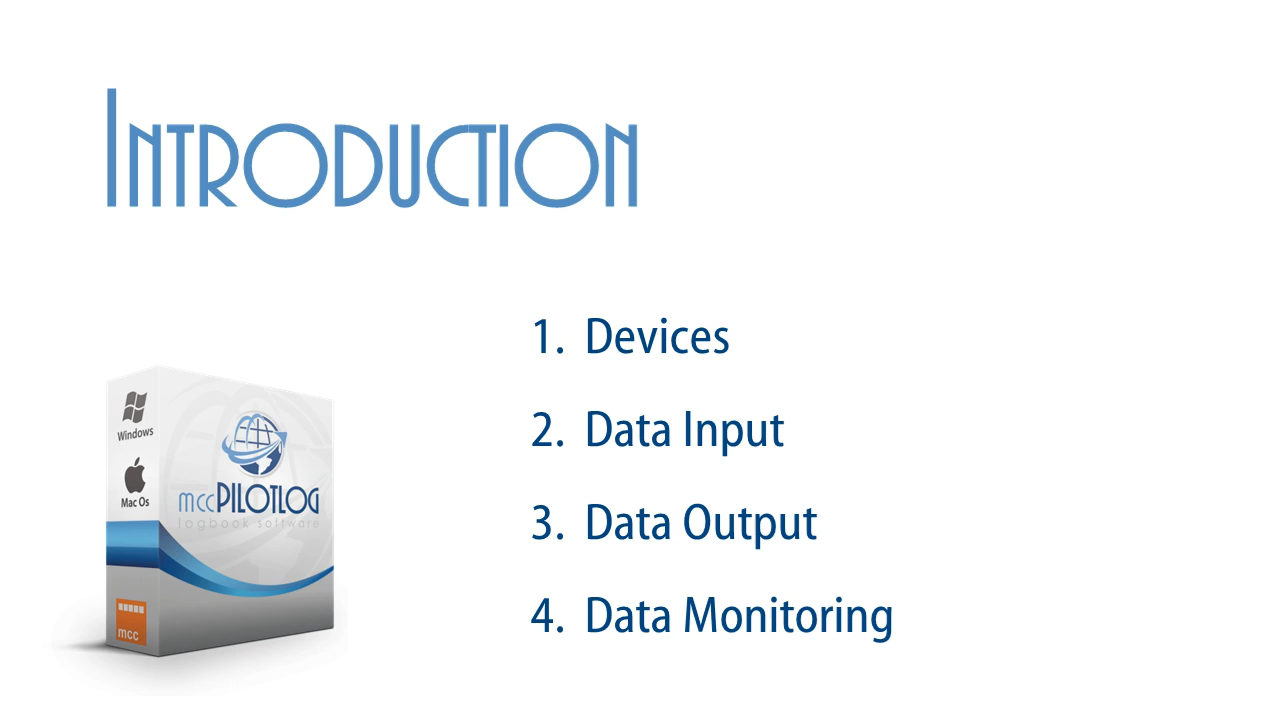 Introduction
1. Devices
2. Data Input
3. Data Output
4. Data Monitoring
Windows
Mac Os
mccPILOTLOG
logbook software
mcc